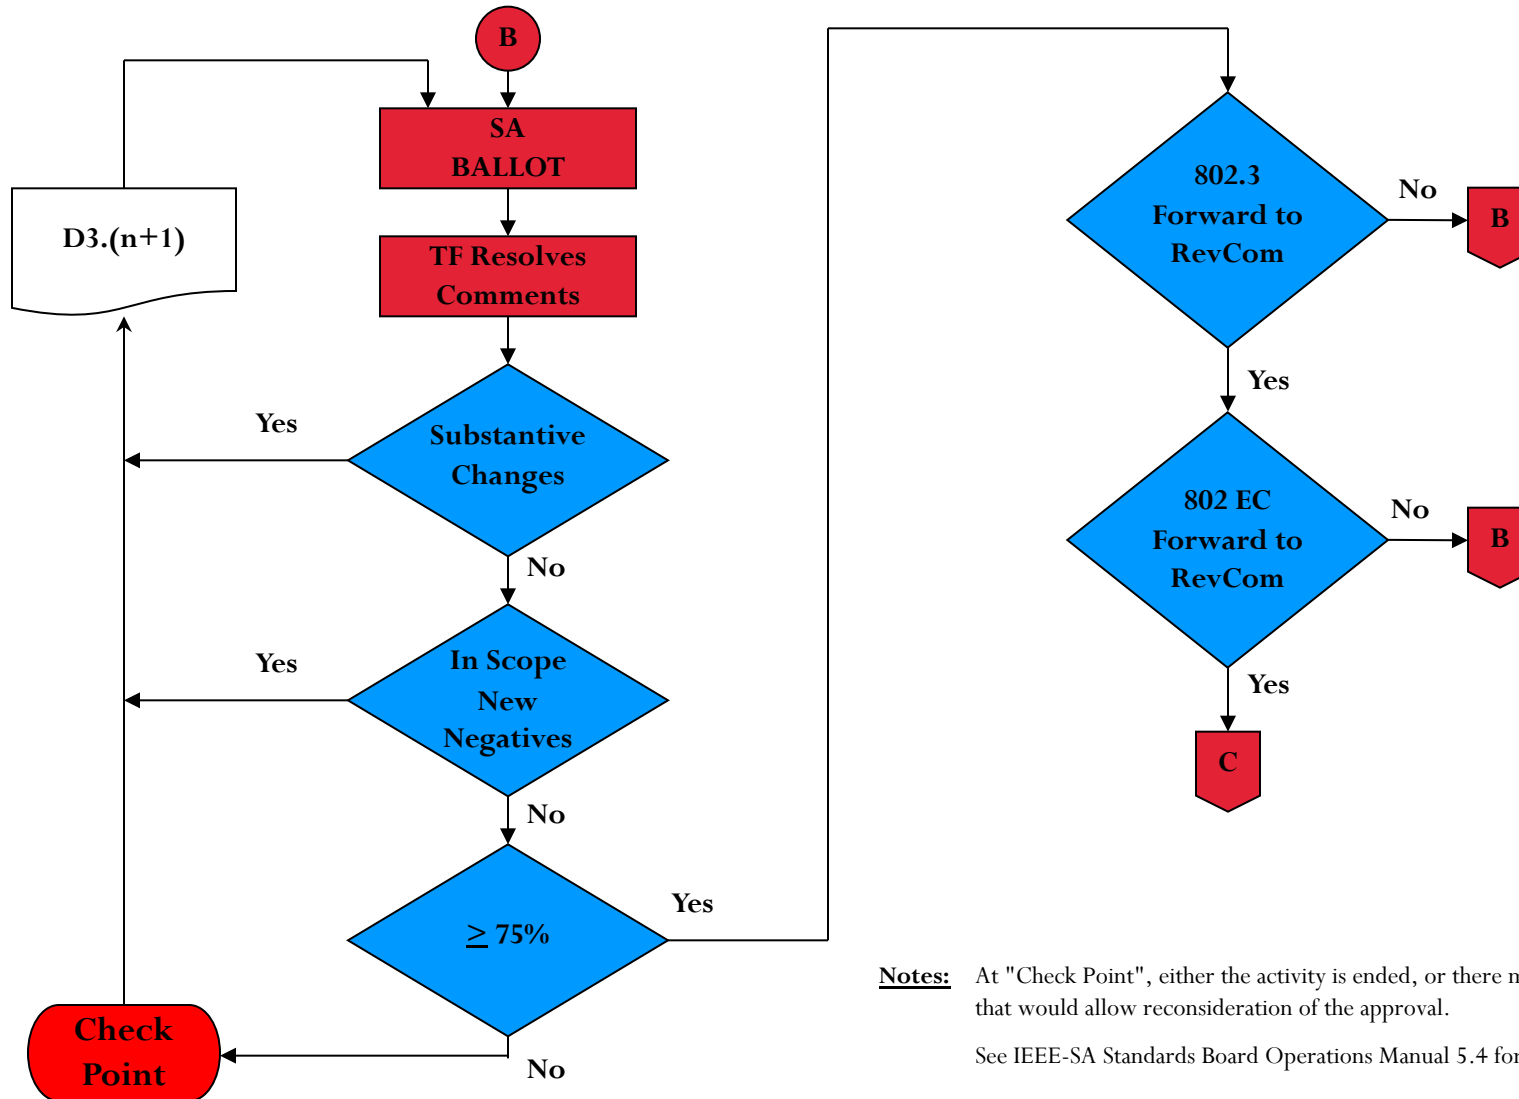 B
SA
BALLOT
D3.(n+1)
TF Resolves
Comments
Yes
Substantive
Changes
No
Yes
In Scope
New
Negatives
No
≥ 75%
Yes
No
Check
Point
802.3
Forward to
RevCom
No
B
Yes
802 EC
Forward to
RevCom
No
B
Yes
C
Notes: At "Check Point", either the activity is ended, or there
that would allow reconsideration of the approval.
See IEEE-SA Standards Board Operations Manual 5.4 for